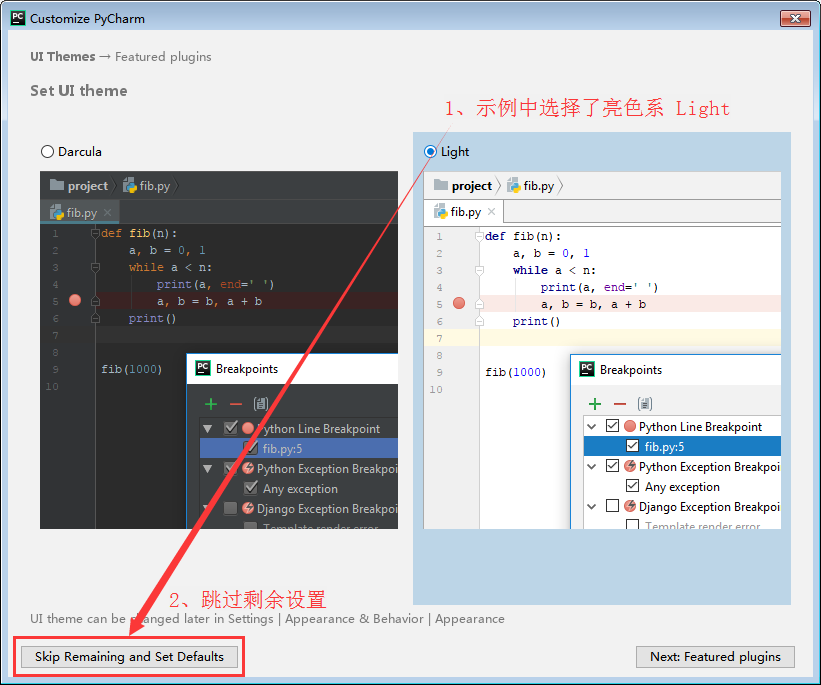 PC Customize PyCharm
UI Themes → Featured plugins
Set UI theme
1、示例中选择了亮色系 Light
Darcula
project fib.py
fib.py
1 def fib(n):
2 a, b = 0, 1
3 while a < n:
4 print(a, end=' ')
5 a, b = b, a + b
6 print()
7
8
9 fib(1000)
10
PC Breakpoints
Python Line Breakpoint
fib.py:5
Python Exception Breakpoi
Any exception
Django Exception Breakpoi
Template render error
Light
project fib.py
fib.py
1 def fib(n):
2 a, b = 0, 1
3 while a < n:
4 print(a, end=' ')
5 a, b = b, a + b
6 print()
7
8
9 fib(1000)
10
PC Breakpoints
Python Line Breakpoint
fib.py:5
Python Exception Breakpoi
Any exception
Django Exception Breakpoi
Template render error
2、跳过剩余设置
UI theme can be changed later in Settings | Appearance & Behavior | Appearance
Skip Remaining and Set Defaults
Next: Featured plugins